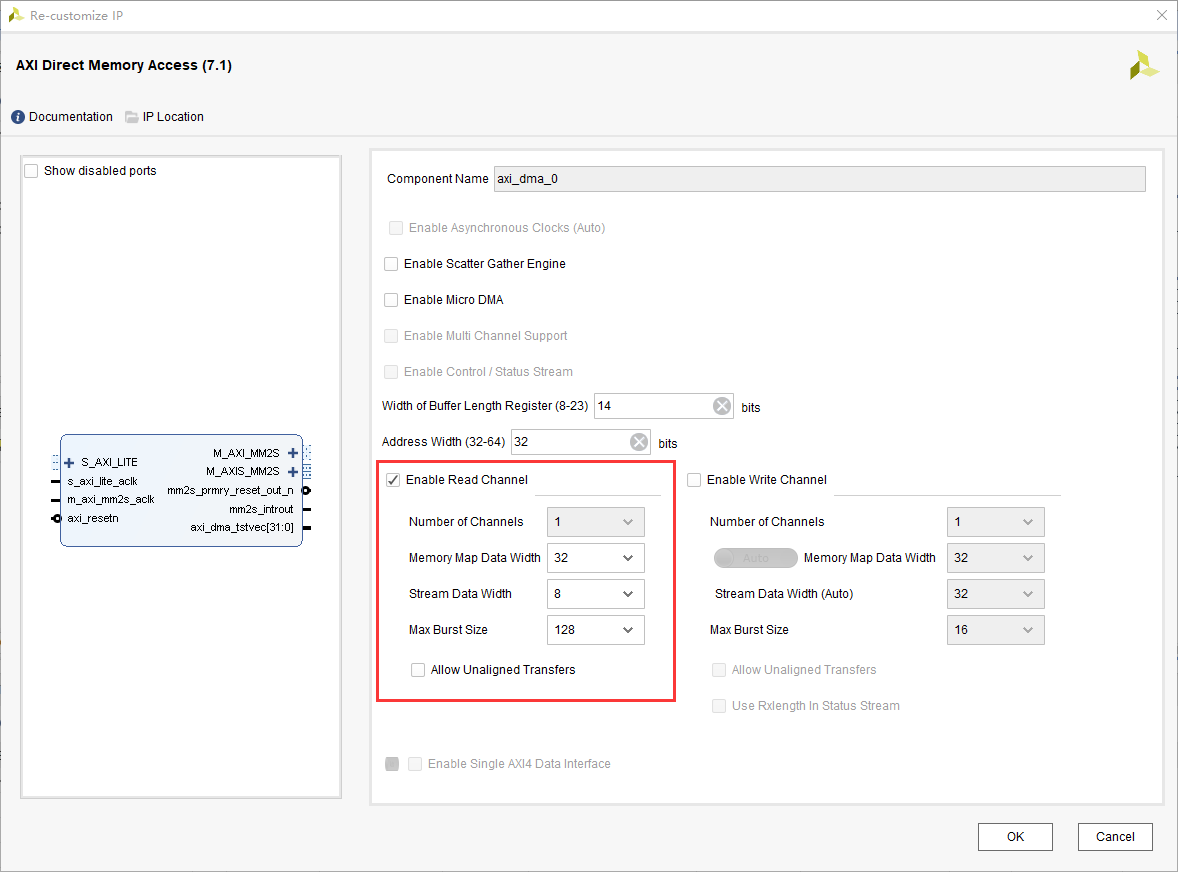 Re-customize IP
AXI Direct Memory Access (7.1)
Documentation IP Location
Show disabled ports
S_AXI_LITE
s_axi_lite_aclk
m_axi_mm2s_aclk
axi_resetn
M_AXI_MM2S
M_AXIS_MM2S
mm2s_prmry_reset_out_n
mm2s_introut
axi_dma_tstvec[31:0]
Component Name axi_dma_0
Enable Asynchronous Clocks (Auto)
Enable Scatter Gather Engine
Enable Micro DMA
Enable Multi Channel Support
Enable Control / Status Stream
Width of Buffer Length Register (8-23) 14 bits
Address Width (32-64) 32 bits
Enable Read Channel
Number of Channels 1
Memory Map Data Width 32
Stream Data Width 8
Max Burst Size 128
Allow Unaligned Transfers
Enable Write Channel
Number of Channels 1
Auto Memory Map Data Width 32
Stream Data Width (Auto) 32
Max Burst Size 16
Allow Unaligned Transfers
Use Rxlength In Status Stream
Enable Single AXI4 Data Interface
OK Cancel